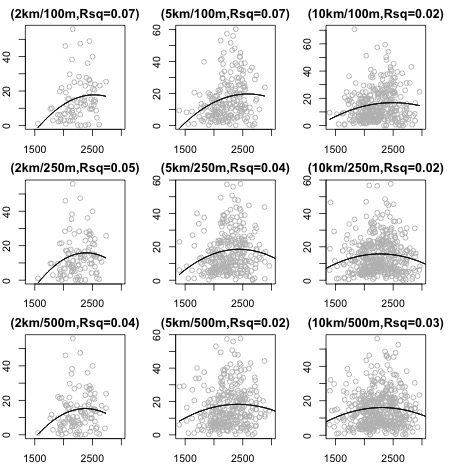 (2km/100m,Rsq=0.07) (5km/100m,Rsq=0.07) (10km/100m,Rsq=0.02)
0 20 40 0 10 20 30 40 50 60 0 20 40 60
1500 2500 1500 2500 1500 2500
(2km/250m,Rsq=0.05) (5km/250m,Rsq=0.04) (10km/250m,Rsq=0.02)
0 20 40 0 20 40 60 0 20 40 60
1500 2500 1500 2500 1500 2500
(2km/500m,Rsq=0.04) (5km/500m,Rsq=0.02) (10km/500m,Rsq=0.03)
0 20 40 0 20 40 60 0 20 40
1500 2500 1500 2500 1500 2500